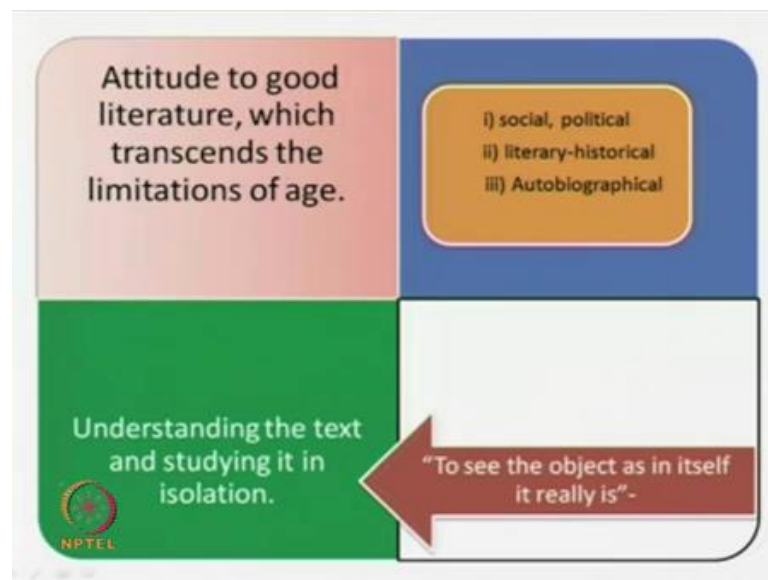 Attitude to good
literature, which
transcends the
limitations of age.
i) social, political
ii) literary-historical
iii) Autobiographical
Understanding the text
and studying it in
isolation.
"To see the object as in itself
it really is"-
NPTEL